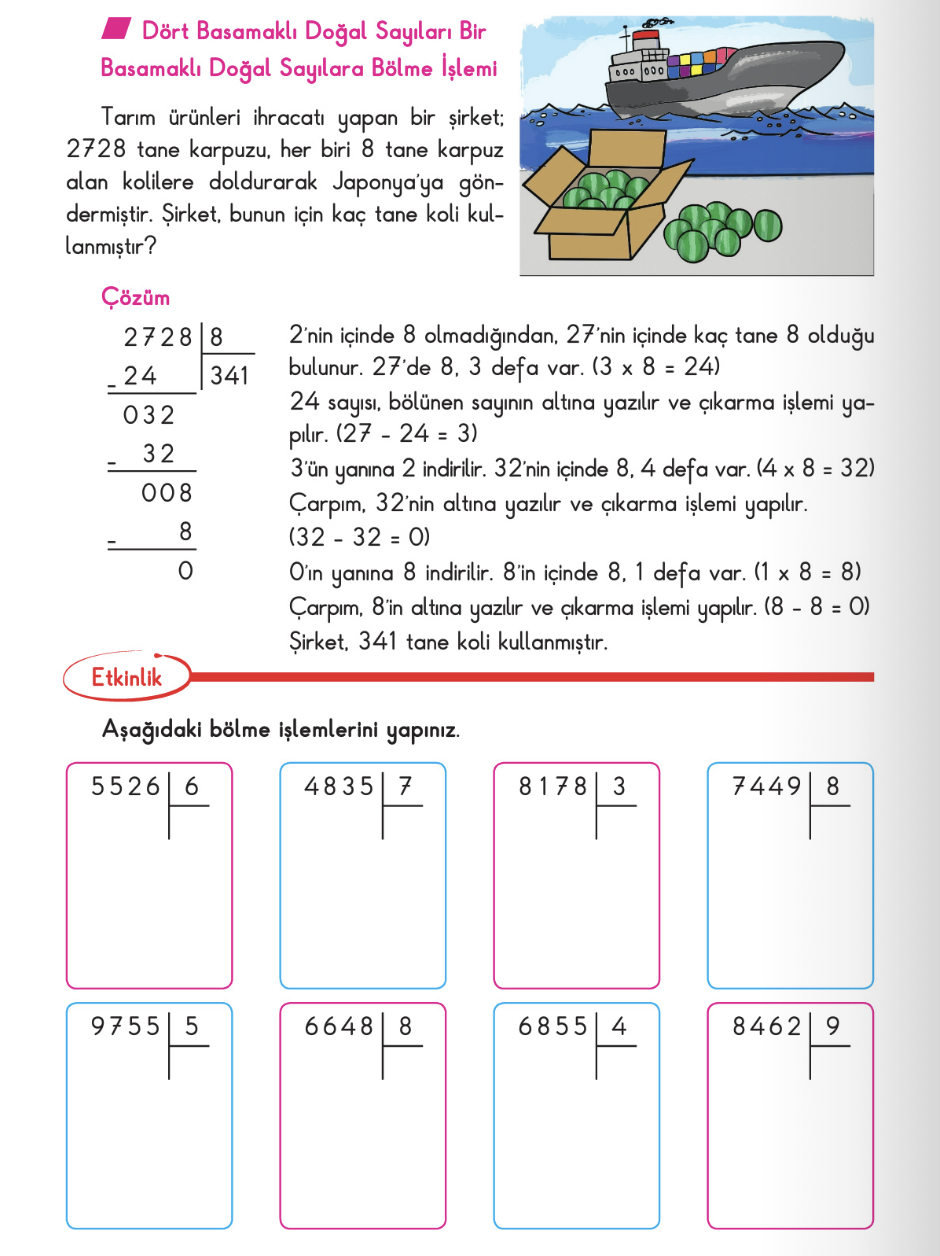 Dört Basamaklı Doğal Sayıları Bir
Basamaklı Doğal Sayılara Bölme İşlemi
Tarım ürünleri ihracatı yapan bir şirket;
2728 tane karpuzu, her biri 8 tane karpuz
alan kolilere doldurarak Japonya'ya gön-
dermiştir. Şirket, bunun için kaç tane koli kul-
lanmıştır?
Çözüm
2728 8
- 24 341
032
- 32
008
- 8
0
2'nin içinde 8 olmadığından, 27'nin içinde kaç tane 8 olduğu
bulunur. 27'de 8, 3 defa var. (3 x 8 = 24)
24 sayısı, bölünen sayının altına yazılır ve çıkarma işlemi ya-
pılır. (27 - 24 = 3)
3'ün yanına 2 indirilir. 32'nin içinde 8, 4 defa var. (4 x 8 = 32)
Çarpım, 32'nin altına yazılır ve çıkarma işlemi yapılır.
(32 - 32 = 0)
0'ın yanına 8 indirilir. 8'in içinde 8, 1 defa var. (1 x 8 = 8)
Çarpım, 8'in altına yazılır ve çıkarma işlemi yapılır. (8 - 8 = 0)
Şirket, 341 tane koli kullanmıştır.
Etkinlik
Aşağıdaki bölme işlemlerini yapınız.
5526 6
4835 7
8178 3
7449 8
9755 5
6648 8
6855 4
8462 9